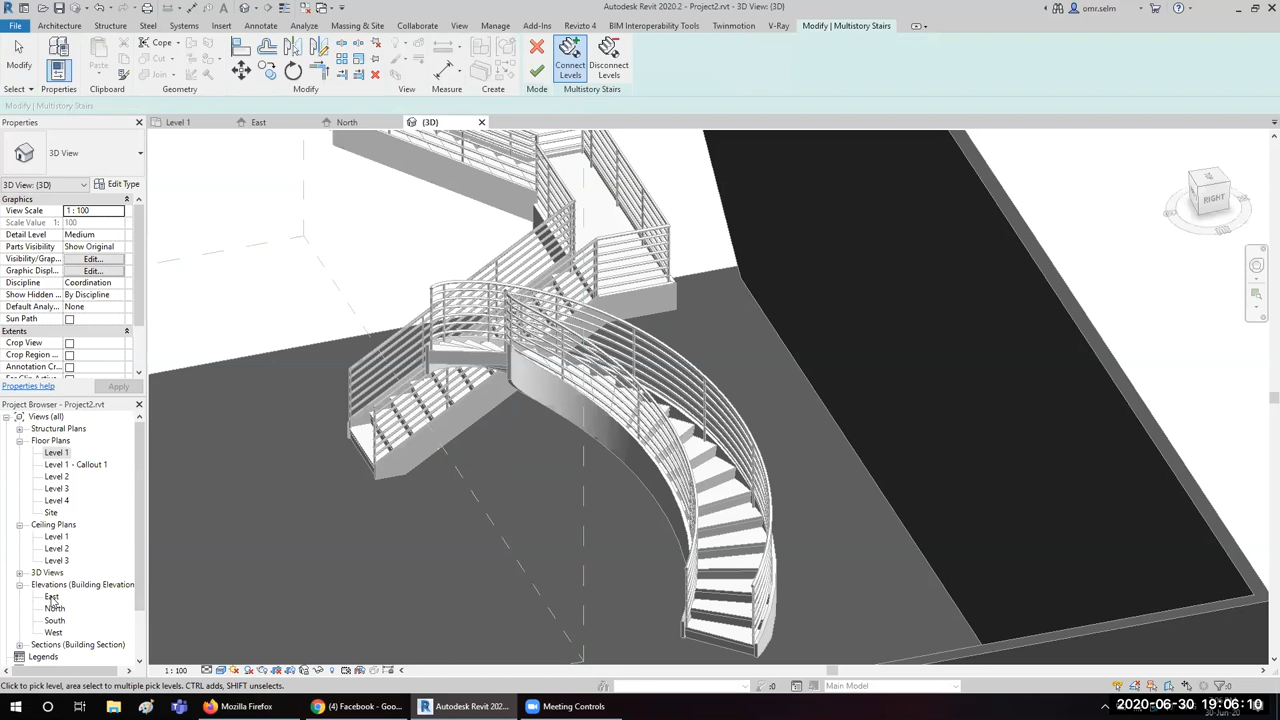 Autodesk Revit 2020.2 - Project2.rvt - 3D View: {3D}
omr.selm
File Architecture Structure Steel Systems Insert Annotate Analyze Massing & Site Collaborate View Manage Add-Ins Revizto 4 BIM Interoperability Tools Twinmotion V-Ray Modify | Multistory Stairs
Cope
Cut
Join
Modify
Properties
Paste
Connect Levels
Disconnect Levels
Select Properties Clipboard Geometry Modify View Measure Create Mode Multistory Stairs
Modify | Multistory Stairs
Properties
Level 1 East North {3D}
3D View
3D View: {3D} Edit Type
Graphics
View Scale 1 : 100
Scale Value 1: 100
Detail Level Medium
Parts Visibility Show Original
Visibility/Grap... Edit...
Graphic Displ... Edit...
Discipline Coordination
Show Hidden ... By Discipline
Default Analy... None
Sun Path
Extents
Crop View
Crop Region ...
Annotation Cr...
Properties help Apply
RIGHT
Project Browser - Project2.rvt
Views (all)
Structural Plans
Floor Plans
Level 1
Level 1 - Callout 1
Level 2
Level 3
Level 4
Site
Ceiling Plans
Level 1
Level 2
Level 3
3D Views
Elevations (Building Elevation
East
North
South
West
Sections (Building Section)
Legends
1 : 100
Click to pick level, area select to multiple pick levels. CTRL adds, SHIFT unselects.
:0 Main Model :0
Mozilla Firefox (4) Facebook - Goo... Autodesk Revit 202... Meeting Controls
2020-06-30 19:06:10